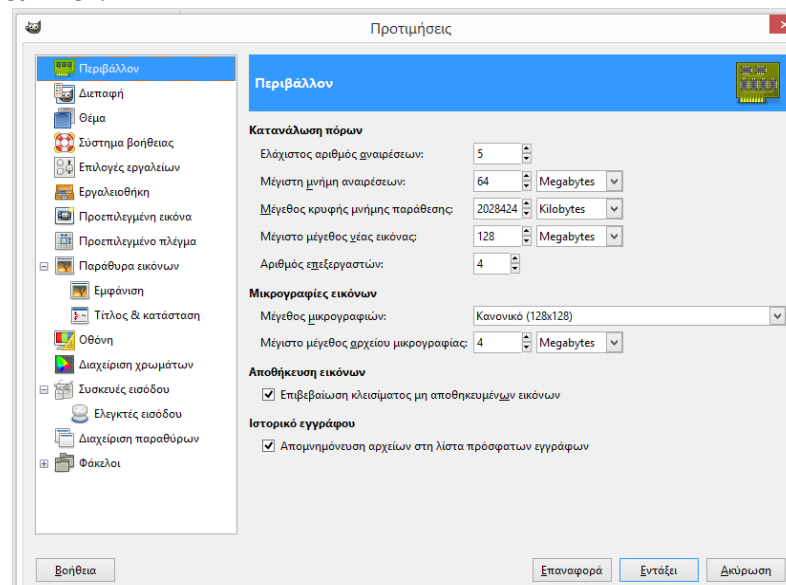 Προτιμήσεις
Περιβάλλον
Διεπαφή
Θέμα
Σύστημα βοήθειας
Επιλογές εργαλείων
Εργαλειοθήκη
Προεπιλεγμένη εικόνα
Προεπιλεγμένο πλέγμα
Παράθυρα εικόνων
Εμφάνιση
Τίτλος & κατάσταση
Οθόνη
Διαχείριση χρωμάτων
Συσκευές εισόδου
Ελεγκτές εισόδου
Διαχείριση παραθύρων
Φάκελοι
Περιβάλλον
Κατανάλωση πόρων
Ελάχιστος αριθμός αναιρέσεων: 5
Μέγιστη μνήμη αναιρέσεων: 64 Megabytes
Μέγεθος κρυφής μνήμης παράθεσης: 2028424 Kilobytes
Μέγιστο μέγεθος νέας εικόνας: 128 Megabytes
Αριθμός επεξεργαστών: 4
Μικρογραφίες εικόνων
Μέγεθος μικρογραφιών: Κανονικό (128x128)
Μέγιστο μέγεθος αρχείου μικρογραφίας: 4 Megabytes
Αποθήκευση εικόνων
Επιβεβαίωση κλεισίματος μη αποθηκευμένων εικόνων
Ιστορικό εγγράφου
Απομνημόνευση αρχείων στη λίστα πρόσφατων εγγράφων
Βοήθεια Επαναφορά Εντάξει Ακύρωση